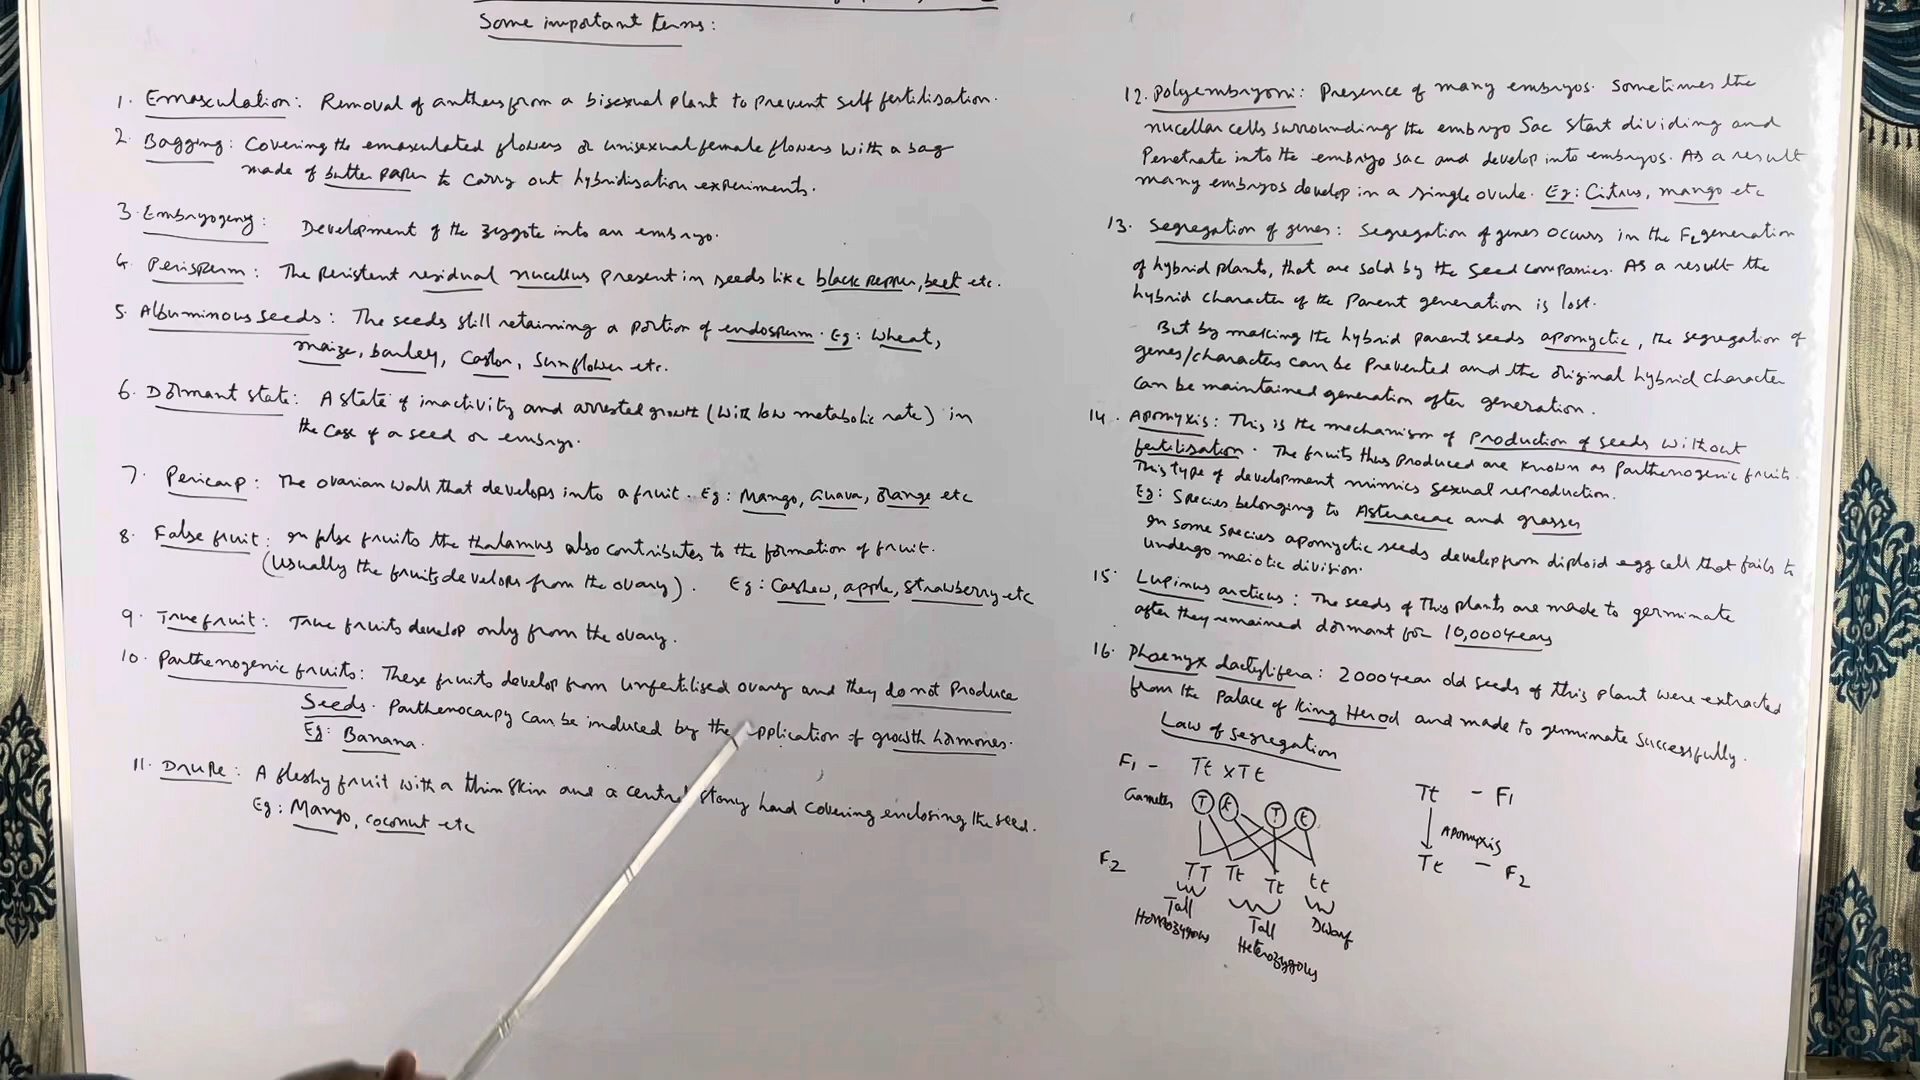 Some important terms:
1. Emasculation: Removal of anthers from a bisexual plant to prevent self fertilisation.
2. Bagging: Covering the emasculated flowers or unisexual female flowers with a bag
made of butter paper to carry out hybridisation experiments.
3. Embryogeny: Development of the zygote into an embryo.
4. Perisperm: The Peristent residual nucellus present in seeds like black pepper, beet etc.
5. Albuminous seeds: The seeds still retaining a portion of endosperm. Eg: Wheat,
maize, barley, Castor, Sunflower etc.
6. Dormant state: A state of inactivity and arrested growth (with low metabolic rate) in
the case of a seed or embryo.
7. Pericarp: The ovarian wall that develops into a fruit. Eg: Mango, Guava, Orange etc
8. False fruit: In false fruits the thalamus also contributes to the formation of fruit.
(Usually the fruits develops from the ovary). Eg: Cashew, apple, Strawberry etc
9. True fruit: True fruits develop only from the ovary.
10. Parthenogenic fruits: These fruits develop from unfertilised ovary and they do not Produce
Seeds. Parthenocarpy can be induced by the application of growth hormones.
Eg: Banana.
11. Drupe: A fleshy fruit with a thin skin and a central stony hard covering enclosing the seed.
Eg: Mango, coconut etc
12. Polyembryoni: Presence of many embryos. Sometimes the
nucellar cells surrounding the embryo Sac Start dividing and
Penetrate into the embryo sac and develop into embryos. As a result
many embryos develop in a single ovule. Eg: Citrus, mango etc
13. Segregation of genes: Segregation of genes occurs in the F2 generation
of hybrid plants, that are sold by the Seed companies. As a result the
hybrid character of the Parent generation is lost.
But by making the hybrid parent seeds apomyctic, the segregation of
genes/characters can be Prevented and the original hybrid character
can be maintained generation after generation.
14. Apomyxis: This is the mechanism of Production of seeds without
fertilisation. The fruits thus Produced are known as Parthenogenic fruits.
This type of development mimics sexual reproduction.
Eg: Species belonging to Asteraceae and grasses
In some species apomyctic seeds develop from diploid egg cell that fails to
undergo meiotic division.
15. Lupinus arcticus: The seeds of this plants are made to germinate
after they remained dormant for 10,000 years
16. Phoenyx dactylifera: 2000 year old seeds of this plant were extracted
from the Palace of King Herod and made to germinate successfully.
Law of segregation
F1 - Tt x Tt
Gametes T t T t
F2 TT Tt Tt tt
Tall Tall Dwarf
Homozygous Heterozygous
Tt - F1
Apomyxis
Tt - F2